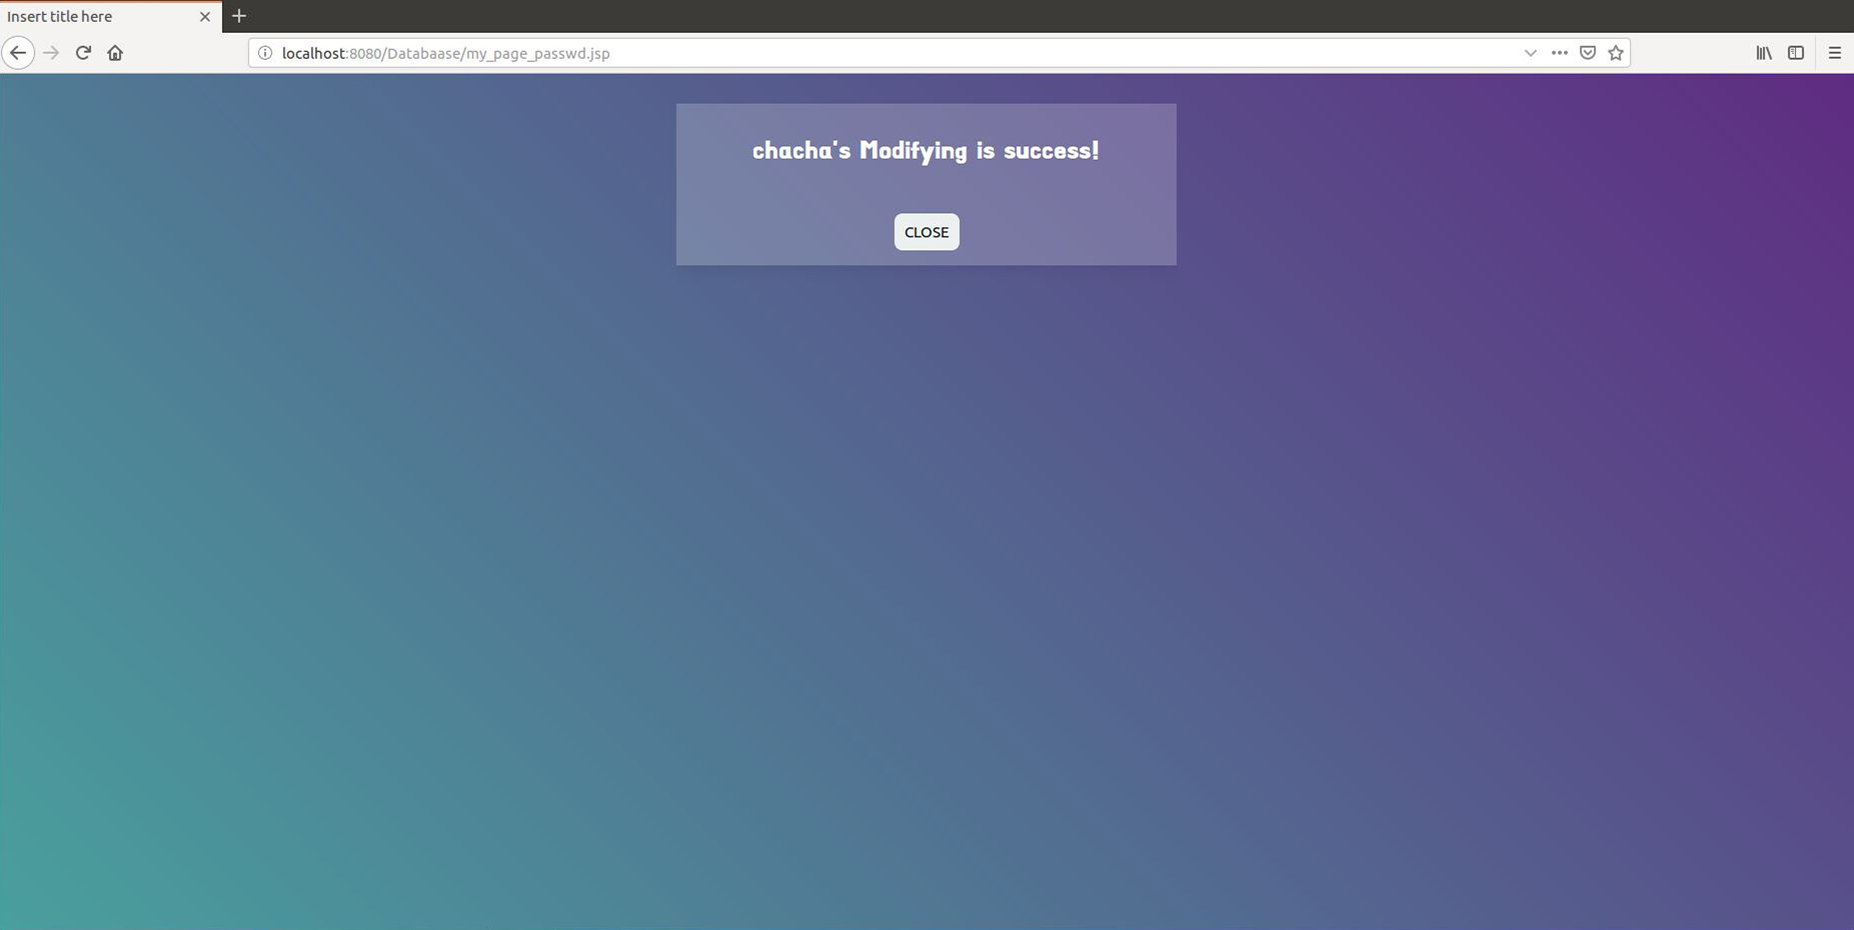 Insert title here
localhost:8080/Databaase/my_page_passwd.jsp
chacha's Modifying is success!
CLOSE